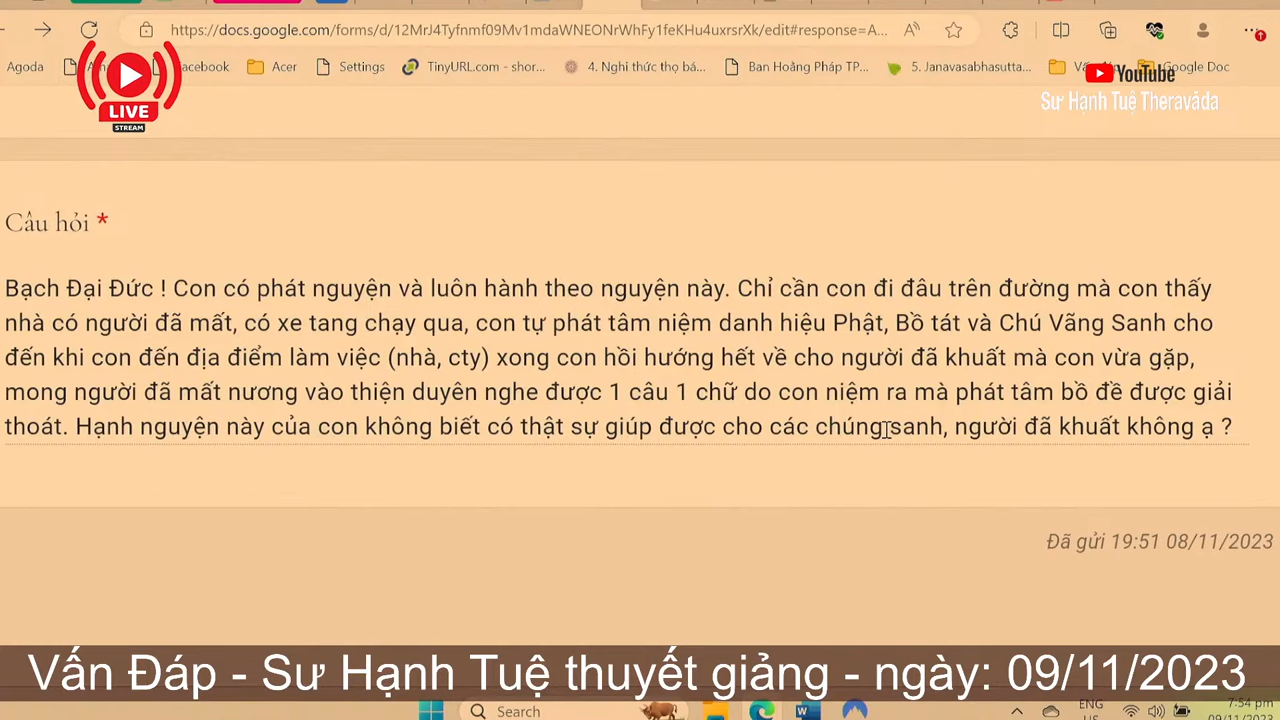 https://docs.google.com/forms/d/12MrJ4Tyfnmf09Mv1mdaWNEONrWhFy1feKHu4uxrsrXk/edit#response=A...
Agoda
Facebook
Acer
Settings
TinyURL.com - shor...
4. Nghi thức thọ bá...
Ban Hoằng Pháp TP...
5. Janavasabhasutta...
Google Doc
LIVE
STREAM
YouTube
Sư Hạnh Tuệ Theravāda
Câu hỏi *
Bạch Đại Đức ! Con có phát nguyện và luôn hành theo nguyện này. Chỉ cần con đi đâu trên đường mà con thấy
nhà có người đã mất, có xe tang chạy qua, con tự phát tâm niệm danh hiệu Phật, Bồ tát và Chú Vãng Sanh cho
đến khi con đến địa điểm làm việc (nhà, cty) xong con hồi hướng hết về cho người đã khuất mà con vừa gặp,
mong người đã mất nương vào thiện duyên nghe được 1 câu 1 chữ do con niệm ra mà phát tâm bồ đề được giải
thoát. Hạnh nguyện này của con không biết có thật sự giúp được cho các chúng sanh, người đã khuất không ạ ?
Đã gửi 19:51 08/11/2023
Vấn Đáp - Sư Hạnh Tuệ thuyết giảng - ngày: 09/11/2023
Search
ENG
7:54 pm